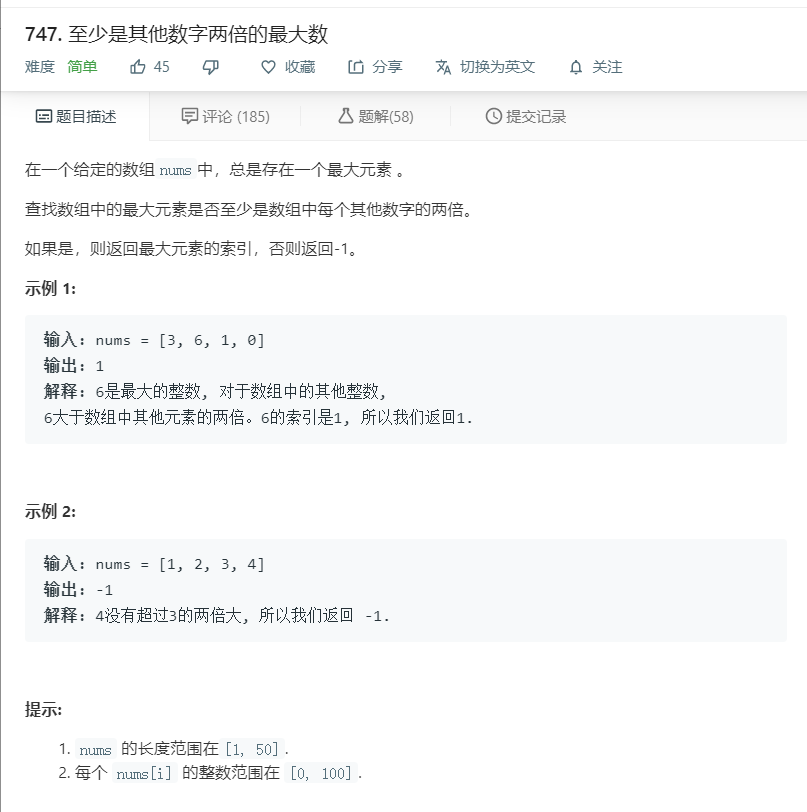 747. 至少是其他数字两倍的最大数
难度 简单 45 收藏 分享 切换为英文 关注
题目描述 评论 (185) 题解(58) 提交记录
在一个给定的数组nums中，总是存在一个最大元素 。
查找数组中的最大元素是否至少是数组中每个其他数字的两倍。
如果是，则返回最大元素的索引，否则返回-1。
示例 1:
输入: nums = [3, 6, 1, 0]
输出: 1
解释: 6是最大的整数, 对于数组中的其他整数,
6大于数组中其他元素的两倍。6的索引是1, 所以我们返回1.
示例 2:
输入: nums = [1, 2, 3, 4]
输出: -1
解释: 4没有超过3的两倍大, 所以我们返回 -1.
提示:
1. nums 的长度范围在[1, 50].
2. 每个 nums[i] 的整数范围在 [0, 100].